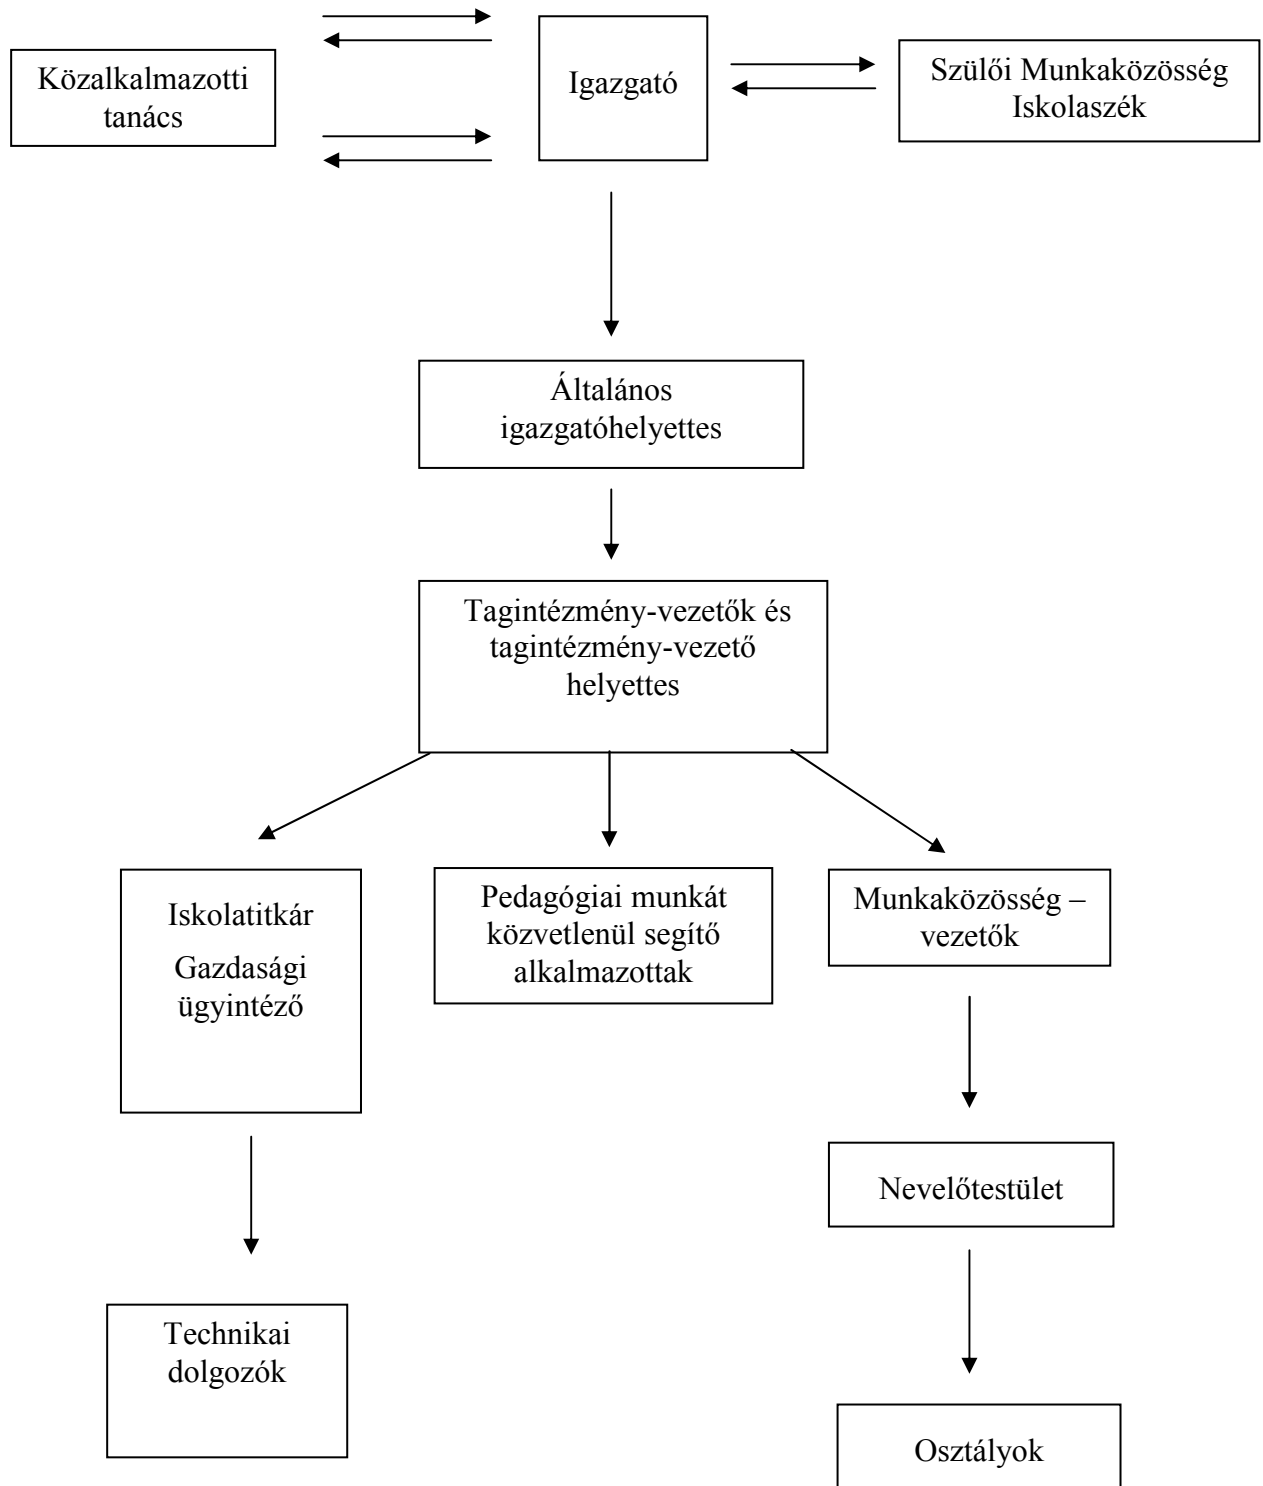 Közalkalmazotti
tanács
Igazgató
Szülői Munkaközösség
Iskolaszék
Általános
igazgatóhelyettes
Tagintézmény-vezetők és
tagintézmény-vezető
helyettes
Iskolatitkár
Gazdasági
ügyintéző
Pedagógiai munkát
közvetlenül segítő
alkalmazottak
Munkaközösség –
vezetők
Nevelőtestület
Technikai
dolgozók
Osztályok